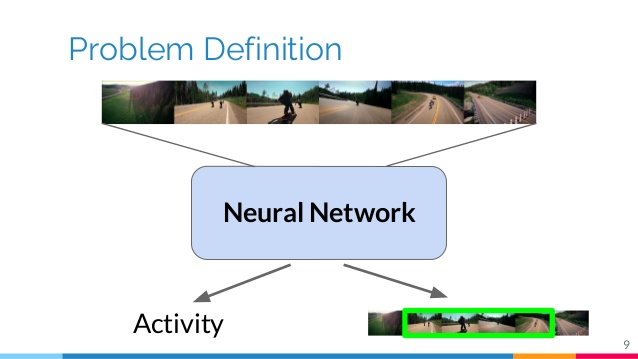 Problem Definition
Neural Network
Activity
9